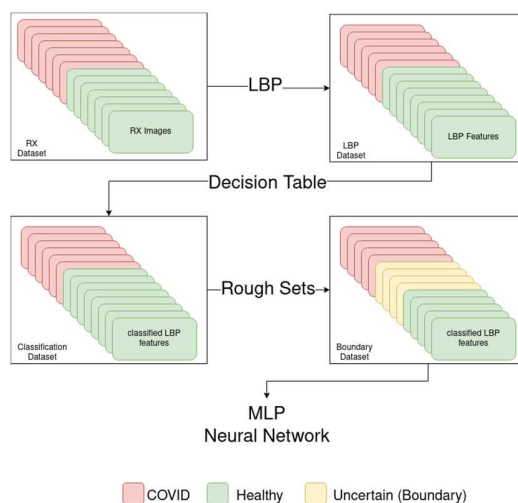 RX Images
RX
Dataset
LBP
LBP Features
LBP
Dataset
Decision Table
classified LBP
features
Classification
Dataset
Rough Sets
classified LBP
features
Boundary
Dataset
MLP
Neural Network
COVID
Healthy
Uncertain (Boundary)